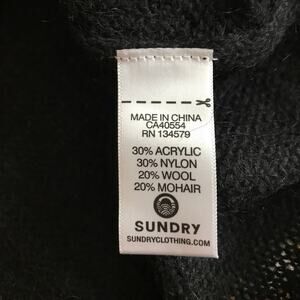 MADE IN CHINA
CA40554
RN 134579
30% ACRYLIC
30% NYLON
20% WOOL
20% MOHAIR
SUNDRY
SUNDRYCLOTHING.COM